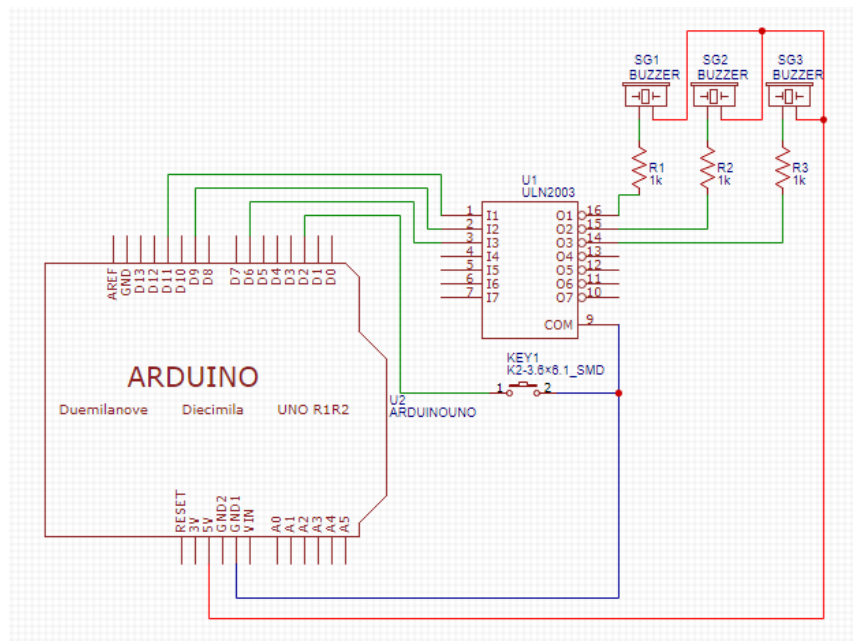 SG1 SG2 SG3
BUZZER BUZZER BUZZER
R1 R2 R3
1k 1k 1k
U1
ULN2003
1 I1 O1 16
2 I2 O2 15
3 I3 O3 14
4 I4 O4 13
5 I5 O5 12
6 I6 O6 11
7 I7 O7 10
COM 9
AREF GND D13 D12 D11 D10 D9 D8 D7 D6 D5 D4 D3 D2 D1 D0
KEY1
K2-3.6×6.1_SMD
1 2
ARDUINO
U2
ARDUINOUNO
Duemilanove Diecimila UNO R1R2
RESET 3V 5V GND2 GND1 VIN A0 A1 A2 A3 A4 A5